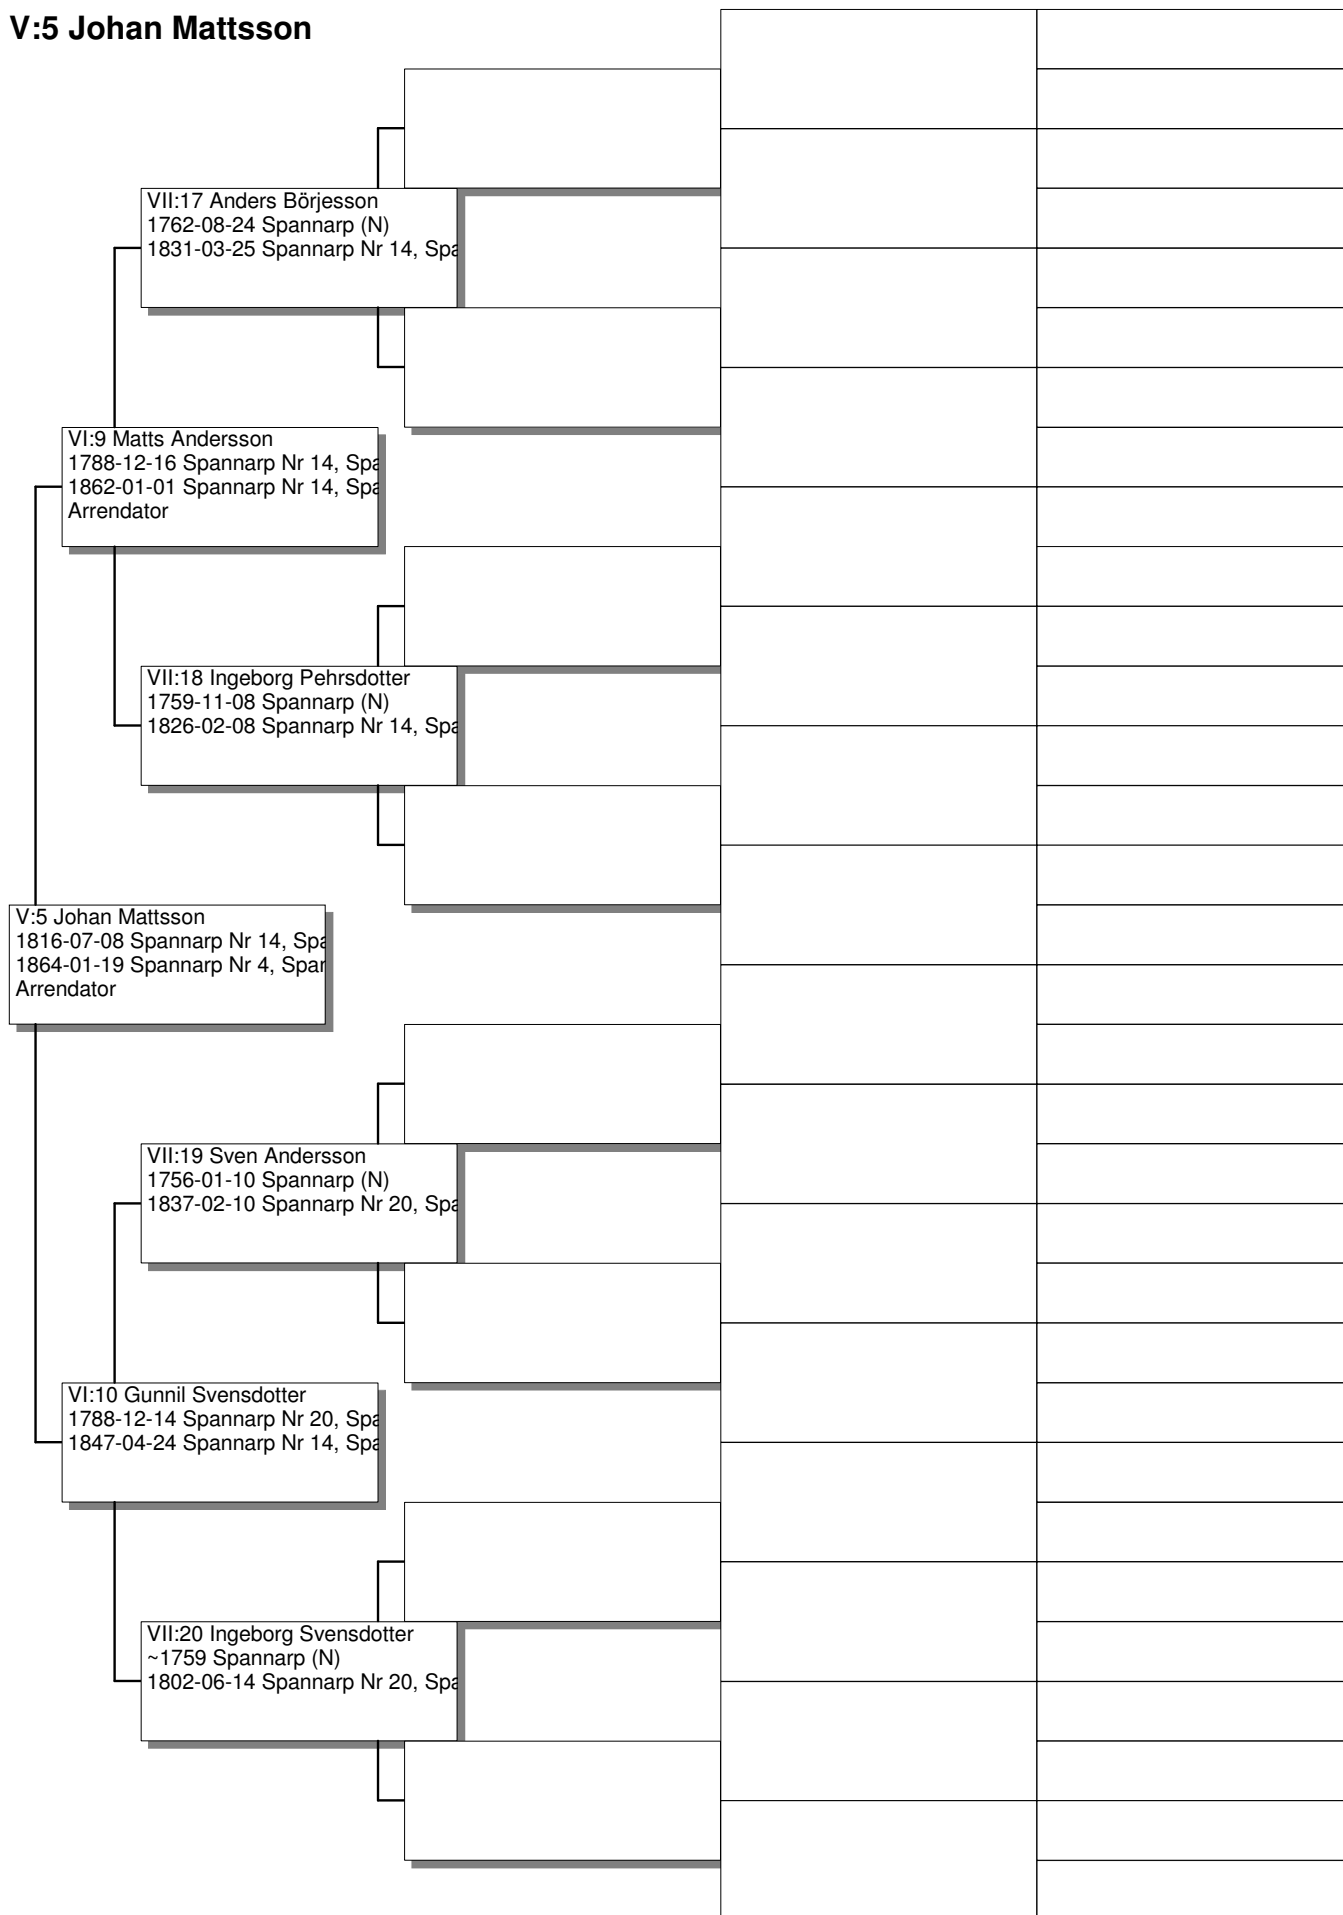 V:5 Johan Mattsson
VII:17 Anders Börjesson
1762-08-24 Spannarp (N)
1831-03-25 Spannarp Nr 14, Spa
VI:9 Matts Andersson
1788-12-16 Spannarp Nr 14, Spa
1862-01-01 Spannarp Nr 14, Spa
Arrendator
VII:18 Ingeborg Pehrsdotter
1759-11-08 Spannarp (N)
1826-02-08 Spannarp Nr 14, Spa
V:5 Johan Mattsson
1816-07-08 Spannarp Nr 14, Spa
1864-01-19 Spannarp Nr 4, Span
Arrendator
VII:19 Sven Andersson
1756-01-10 Spannarp (N)
1837-02-10 Spannarp Nr 20, Spa
VI:10 Gunnil Svensdotter
1788-12-14 Spannarp Nr 20, Spa
1847-04-24 Spannarp Nr 14, Spa
VII:20 Ingeborg Svensdotter
~1759 Spannarp (N)
1802-06-14 Spannarp Nr 20, Spa